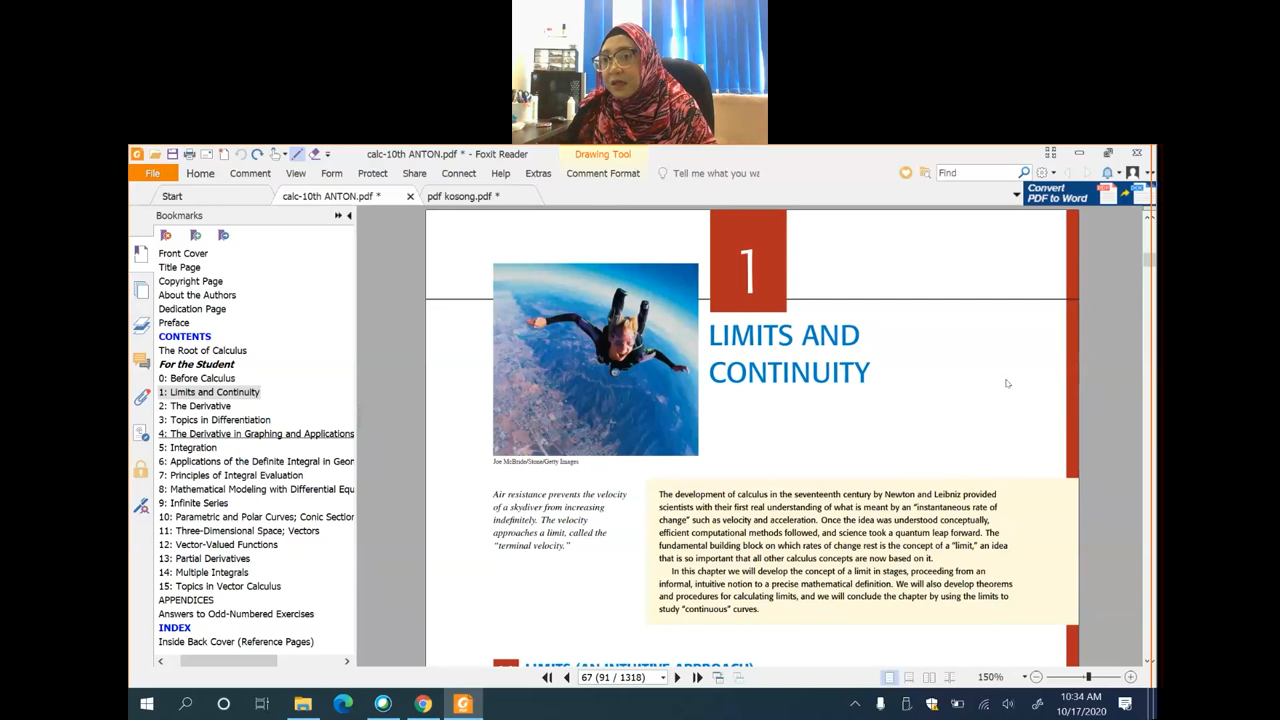 calc-10th ANTON.pdf * - Foxit Reader
Drawing Tool
File
Home
Comment
View
Form
Protect
Share
Connect
Help
Extras
Comment Format
Tell me what you wa
Find
Start
calc-10th ANTON.pdf *
pdf kosong.pdf *
Convert
PDF to Word
Bookmarks
Front Cover
Title Page
Copyright Page
About the Authors
Dedication Page
Preface
CONTENTS
The Root of Calculus
For the Student
0: Before Calculus
1: Limits and Continuity
2: The Derivative
3: Topics in Differentiation
4: The Derivative in Graphing and Applications
5: Integration
6: Applications of the Definite Integral in Geon
7: Principles of Integral Evaluation
8: Mathematical Modeling with Differential Equ
9: Infinite Series
10: Parametric and Polar Curves; Conic Section
11: Three-Dimensional Space; Vectors
12: Vector-Valued Functions
13: Partial Derivatives
14: Multiple Integrals
15: Topics in Vector Calculus
APPENDICES
Answers to Odd-Numbered Exercises
INDEX
Inside Back Cover (Reference Pages)
1
LIMITS AND
CONTINUITY
Joe McBride/Stone/Getty Images
Air resistance prevents the velocity
of a skydiver from increasing
indefinitely. The velocity
approaches a limit, called the
“terminal velocity.”
The development of calculus in the seventeenth century by Newton and Leibniz provided
scientists with their first real understanding of what is meant by an “instantaneous rate of
change” such as velocity and acceleration. Once the idea was understood conceptually,
efficient computational methods followed, and science took a quantum leap forward. The
fundamental building block on which rates of change rest is the concept of a “limit,” an idea
that is so important that all other calculus concepts are now based on it.
In this chapter we will develop the concept of a limit in stages, proceeding from an
informal, intuitive notion to a precise mathematical definition. We will also develop theorems
and procedures for calculating limits, and we will conclude the chapter by using the limits to
study “continuous” curves.
LIMITS (AN INTUITIVE APPROACH)
67 (91 / 1318)
150%
10:34 AM
10/17/2020